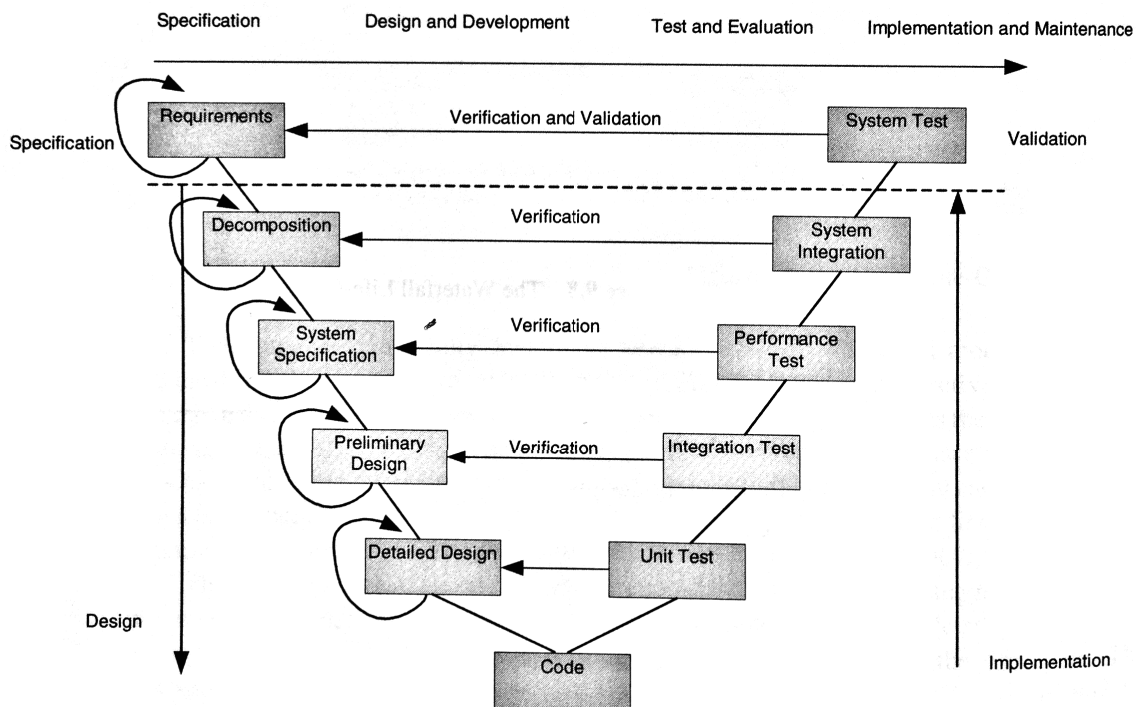 Specification
Design and Development
Test and Evaluation
Implementation and Maintenance
Requirements
Verification and Validation
System Test
Specification
Validation
Decomposition
Verification
System
Integration
System
Specification
Verification
Performance
Test
Preliminary
Design
Verification
Integration Test
Detailed Design
Unit Test
Design
Code
Implementation